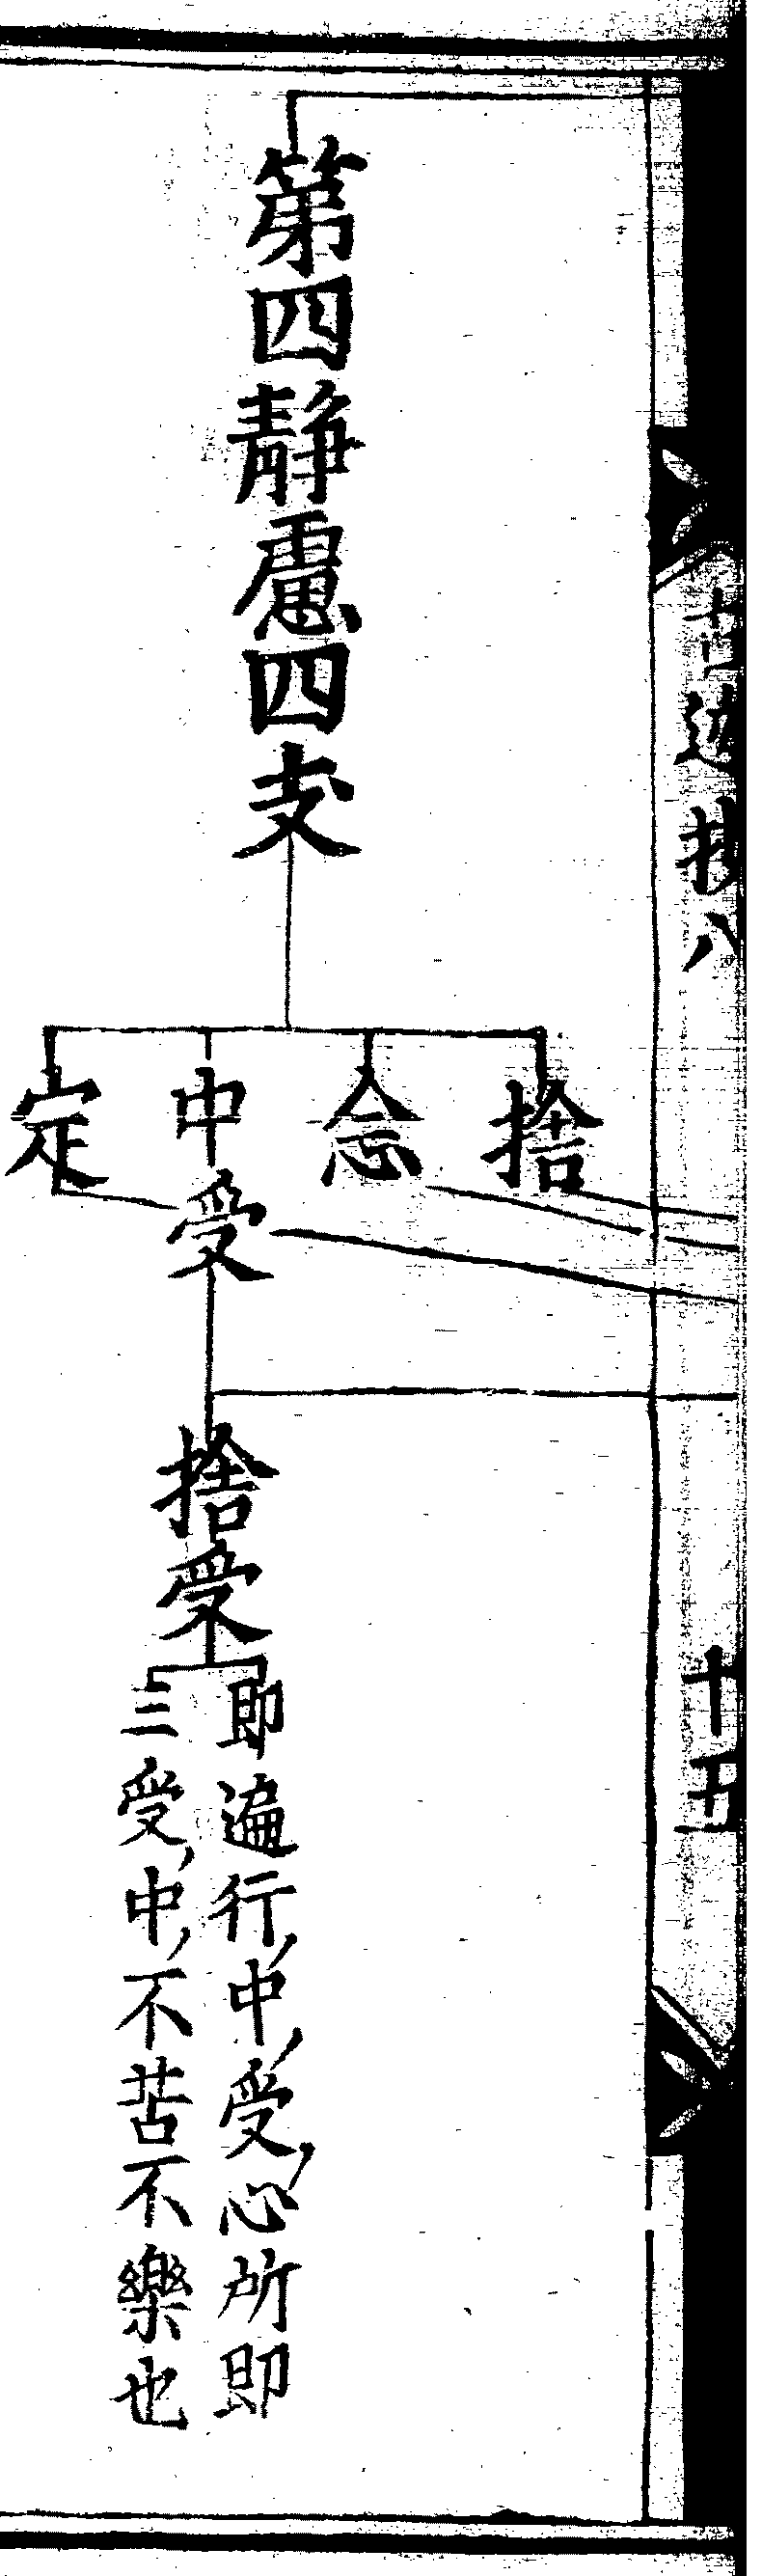 第四靜慮四支
捨
念
中受
定
捨受
即遍行,中,受,心所即
三受,中,不苦不樂也
十五